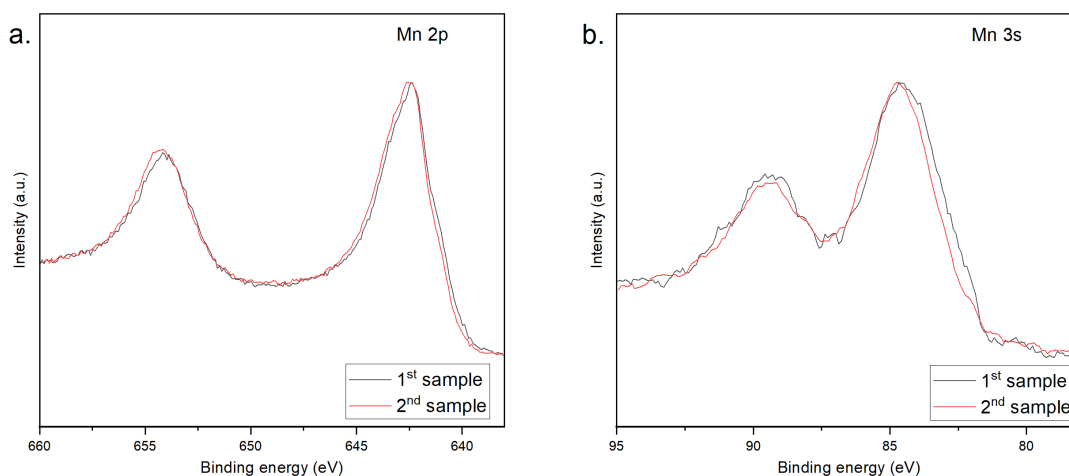 a.
Mn 2p
Intensity (a.u.)
1st sample
2nd sample
660 655 650 645 640
Binding energy (eV)
b.
Mn 3s
Intensity (a.u.)
1st sample
2nd sample
95 90 85 80
Binding energy (eV)